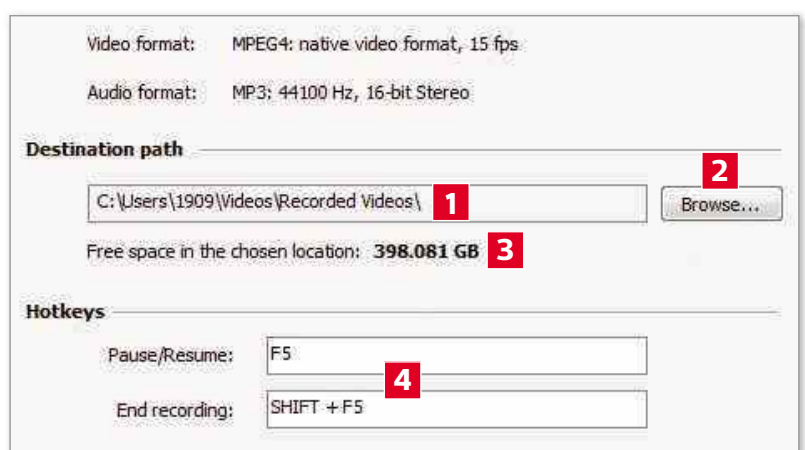 Video format: MPEG4: native video format, 15 fps
Audio format: MP3: 44100 Hz, 16-bit Stereo
Destination path
2
C:\Users\1909\Videos\Recorded Videos\ 1 Browse...
Free space in the chosen location: 398.081 GB 3
Hotkeys
Pause/Resume: F5
4
End recording: SHIFT + F5